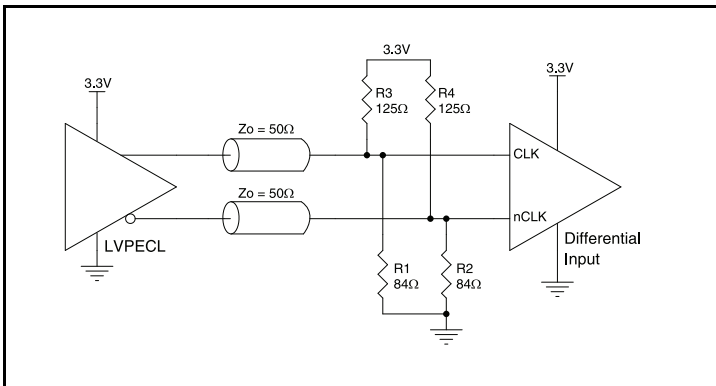 3.3V
3.3V
3.3V
R3
125Ω
R4
125Ω
Zo = 50Ω
CLK
Zo = 50Ω
nCLK
LVPECL
Differential
Input
R1
84Ω
R2
84Ω